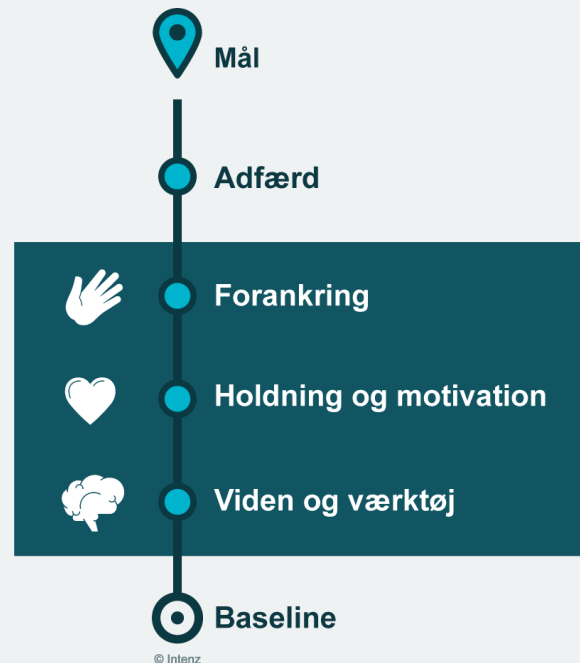 Mål
Adfærd
Forankring
Holdning og motivation
Viden og værktøj
Baseline
© Intenz